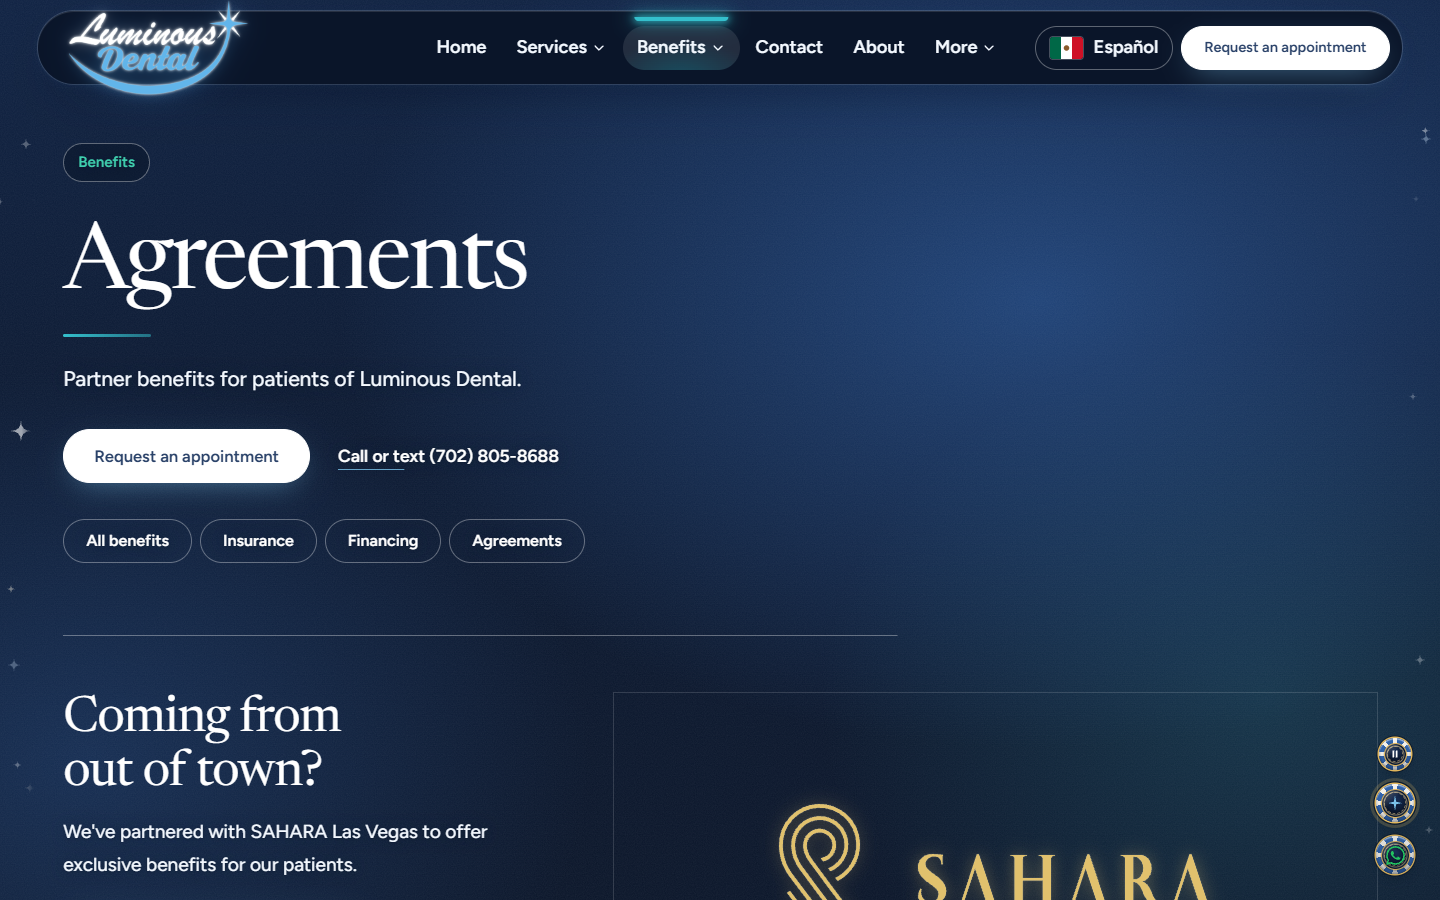 Luminous
Dental
Home
Services
Benefits
Contact
About
More
Español
Request an appointment
Benefits
Agreements
Partner benefits for patients of Luminous Dental.
Request an appointment
Call or text (702) 805-8688
All benefits
Insurance
Financing
Agreements
Coming from
out of town?
We've partnered with SAHARA Las Vegas to offer
exclusive benefits for our patients.
SAHARA